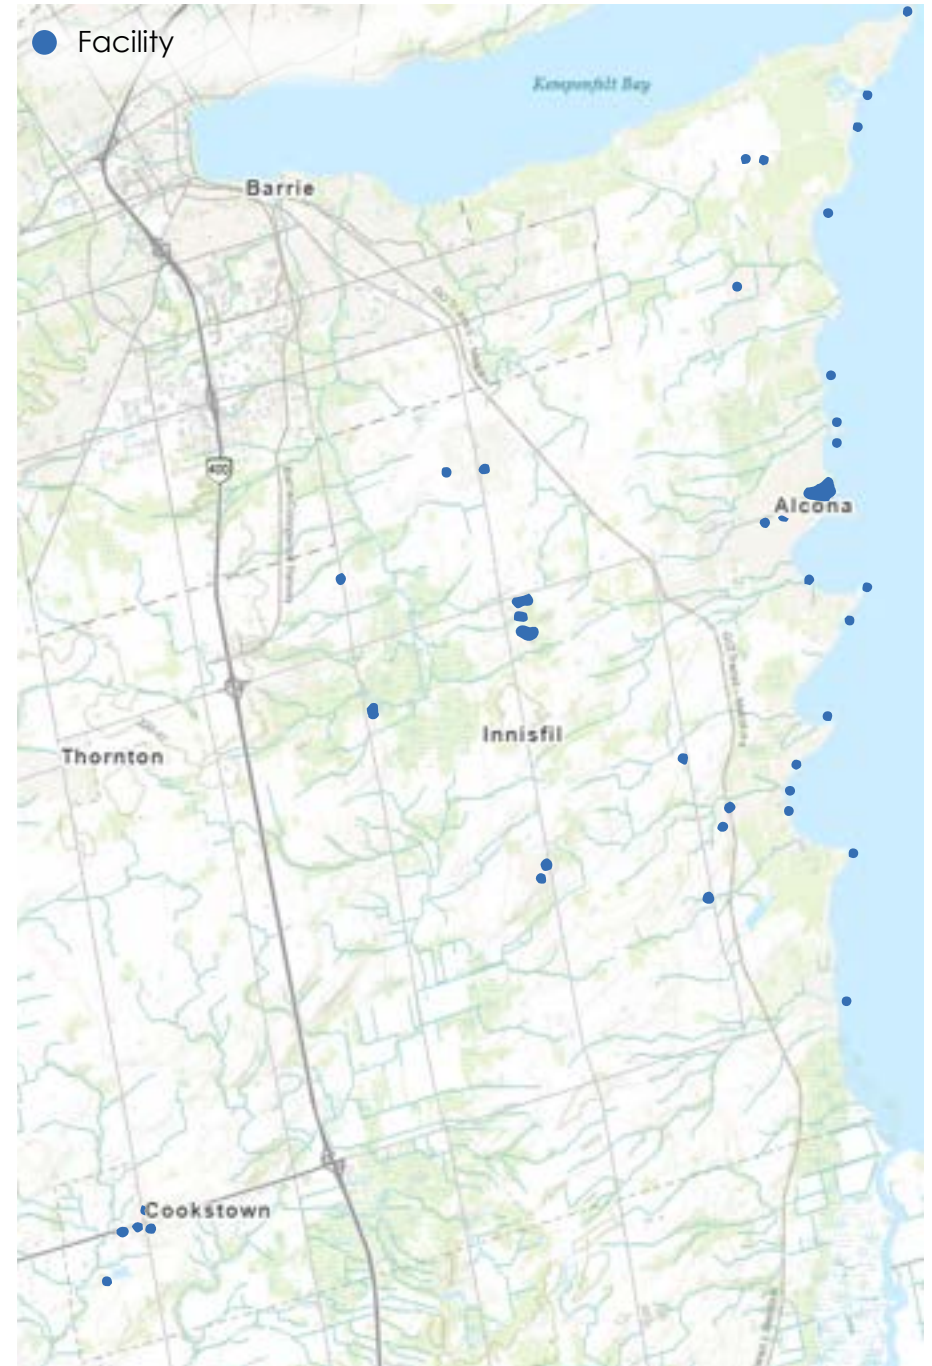 Facility
Kempenfelt Bay
Barrie
400
Alcona
Innisfil
Thornton
Cookstown